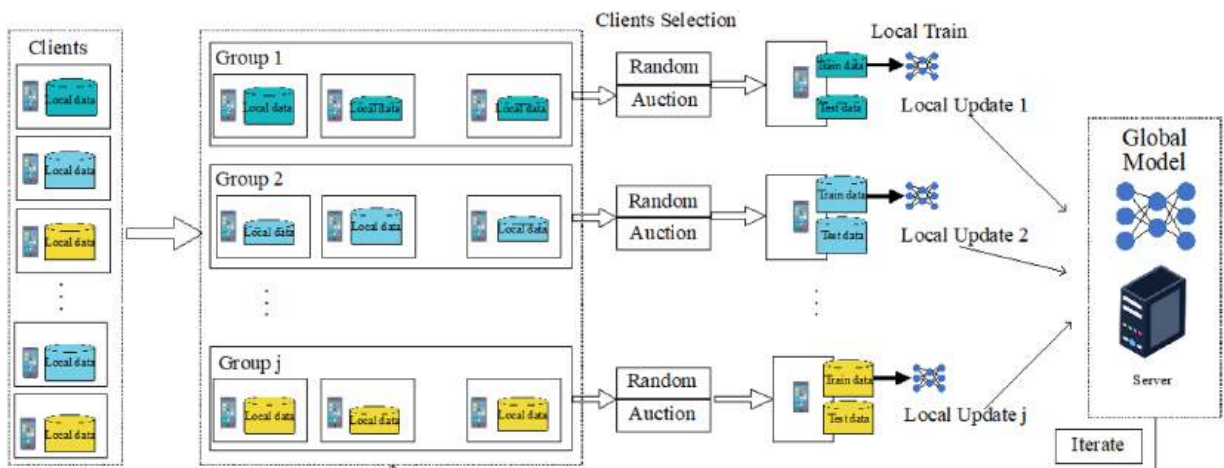 Clients
Local data
Local data
Local data
Local data
Local data
Group 1
Local data
Local data
Local data
Group 2
Local data
Local data
Local data
Group j
Local data
Local data
Local data
Clients Selection
Random
Auction
Random
Auction
Random
Auction
Local Train
Train data
Test data
Local Update 1
Train data
Test data
Local Update 2
Train data
Test data
Local Update j
Global
Model
Server
Iterate